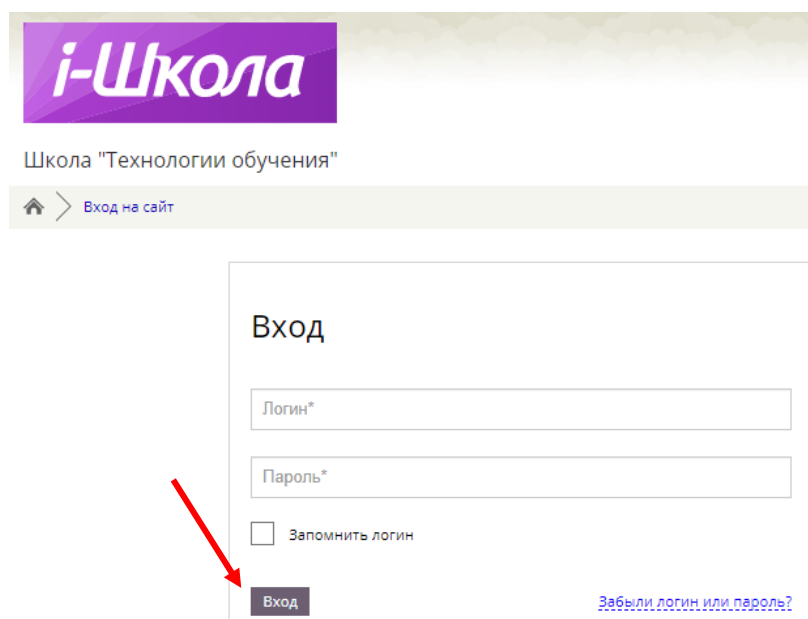 i-Школа
Школа "Технологии обучения"
Вход на сайт
Вход
Логин*
Пароль*
Запомнить логин
Вход
Забыли логин или пароль?